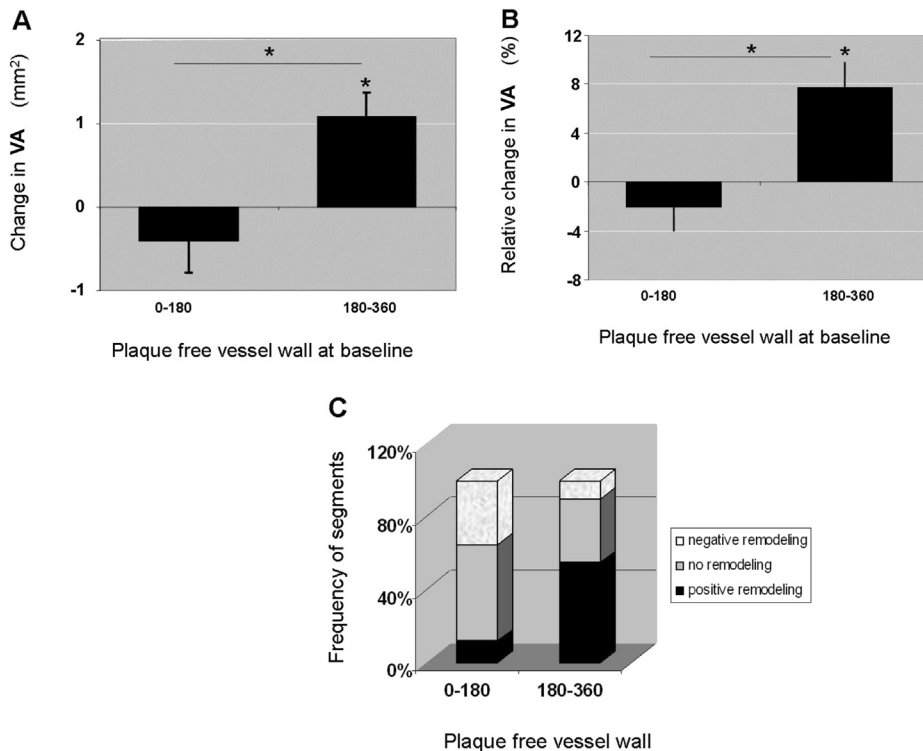 A
Change in VA (mm²)
2
1
0
-1
*
*
0-180
180-360
Plaque free vessel wall at baseline
B
Relative change in VA (%)
12
8
4
0
-4
-8
*
*
0-180
180-360
Plaque free vessel wall at baseline
C
Frequency of segments
120%
80%
40%
0%
0-180
180-360
Plaque free vessel wall
negative remodeling
no remodeling
positive remodeling